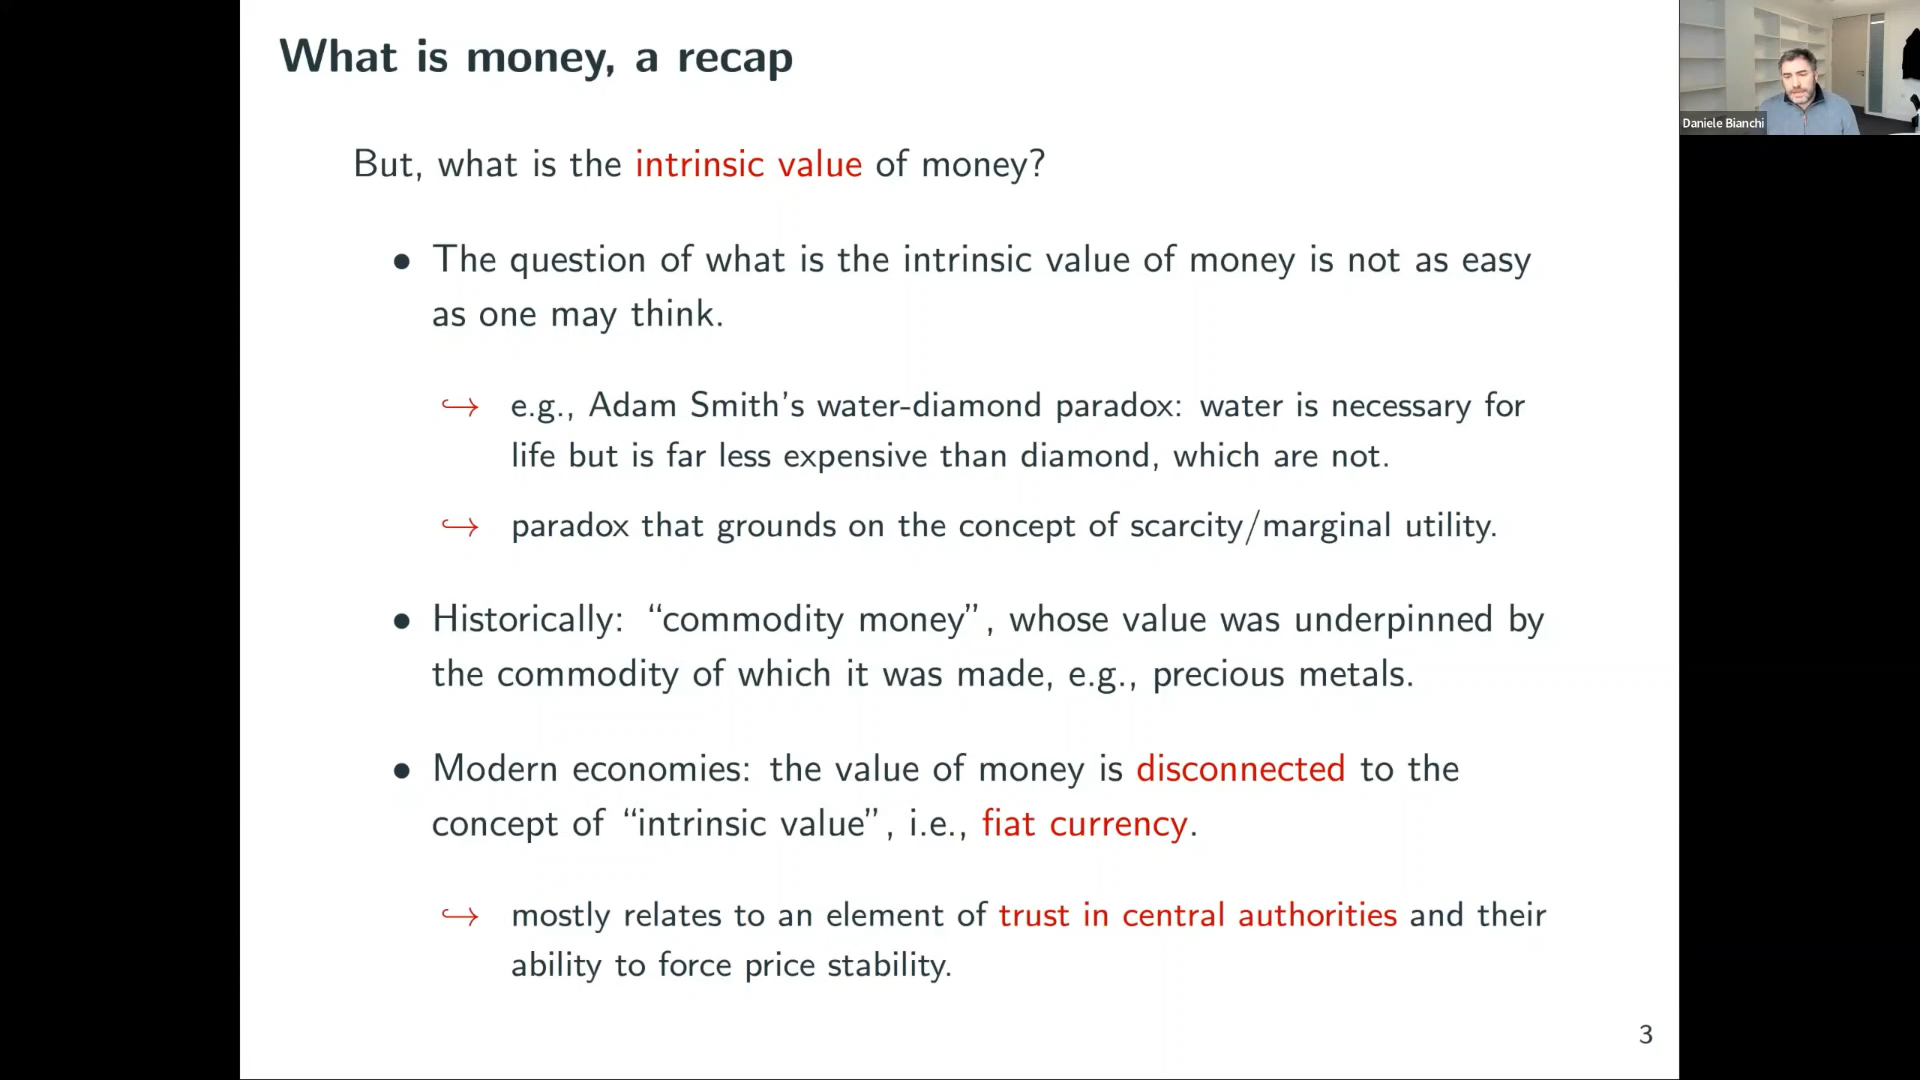 What is money, a recap
Daniele Bianchi
But, what is the intrinsic value of money?
• The question of what is the intrinsic value of money is not as easy
as one may think.
↪ e.g., Adam Smith's water-diamond paradox: water is necessary for
life but is far less expensive than diamond, which are not.
↪ paradox that grounds on the concept of scarcity/marginal utility.
• Historically: “commodity money”, whose value was underpinned by
the commodity of which it was made, e.g., precious metals.
• Modern economies: the value of money is disconnected to the
concept of “intrinsic value”, i.e., fiat currency.
↪ mostly relates to an element of trust in central authorities and their
ability to force price stability.
3